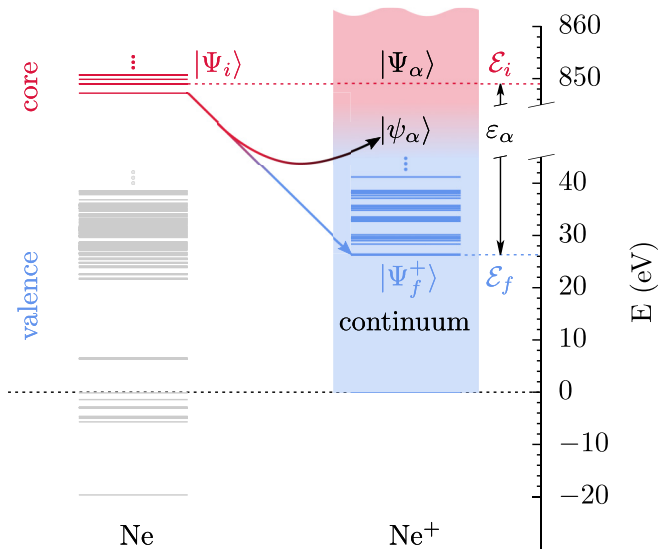 860
|Ψ_i⟩
|Ψ_α⟩
ℰ_i
850
core
|ψ_α⟩
ε_α
40
30
valence
|Ψ_f^+⟩
ℰ_f
20
E (eV)
continuum
10
0
−10
−20
Ne
Ne^+